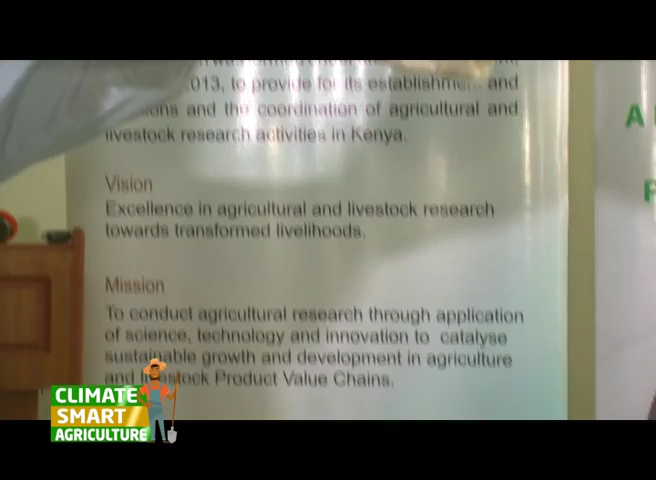 013, to provide for its and
and the coordination of agricultural and
livestock research activities in Kenya.
Vision
Excellence in agricultural and livestock research
towards transformed livelihoods.
Mission
To conduct agricultural research through application
of science, technology and innovation to catalyse
sustainable growth and development in agriculture
and livestock Product Value Chains.
A
CLIMATE
SMART
AGRICULTURE